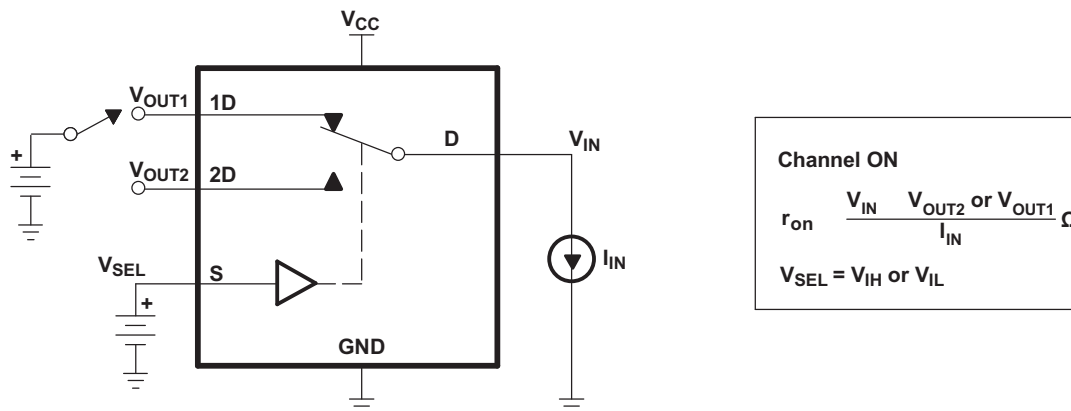 VCC
VOUT1
1D
D
VIN
+
VOUT2
2D
VSEL
S
+
IIN
GND
Channel ON
ron VIN VOUT2 or VOUT1 Ω
IIN
VSEL = VIH or VIL